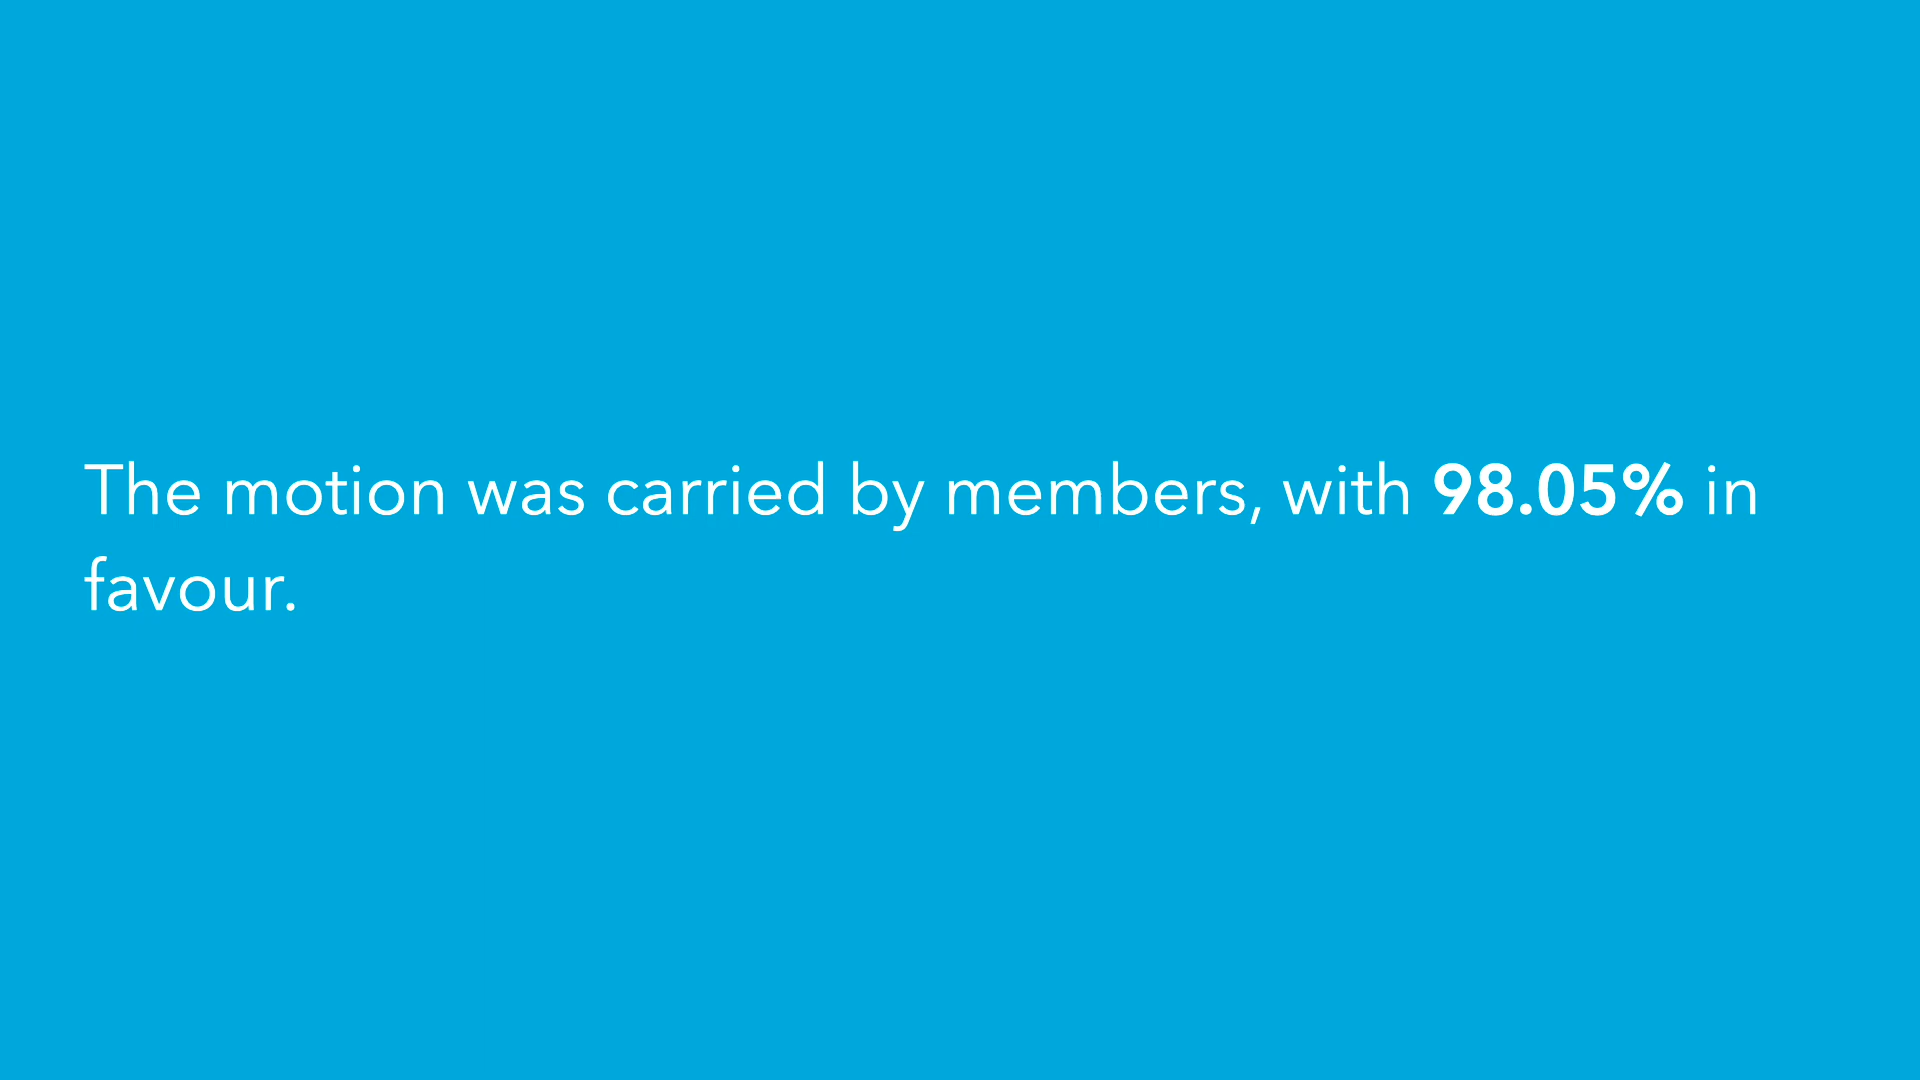 The motion was carried by members, with 98.05% in
favour.